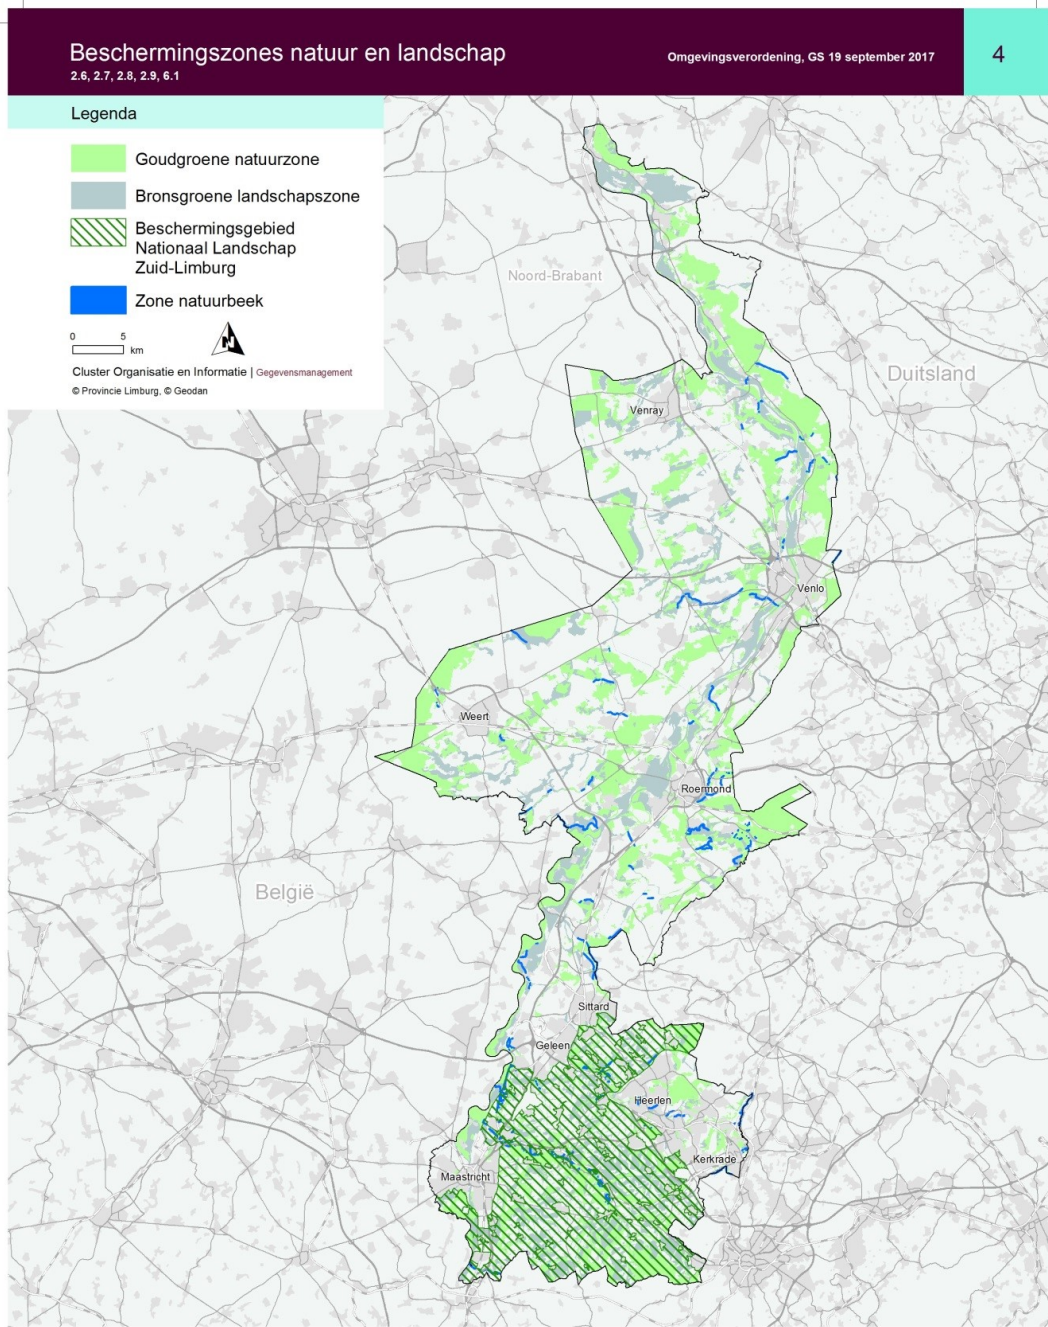 Beschermingszones natuur en landschap
2.6, 2.7, 2.8, 2.9, 6.1
Omgevingsverordening, GS 19 september 2017
4
Legenda
Goudgroene natuurzone
Bronsgroene landschapszone
Beschermingsgebied
Nationaal Landschap
Zuid-Limburg
Zone natuurbeek
0 5
km
N
Cluster Organisatie en Informatie | Gegevensmanagement
© Provincie Limburg, © Geodan
Noord-Brabant
Duitsland
Venray
Venlo
Weert
Roermond
België
Sittard
Geleen
Heerlen
Kerkrade
Maastricht